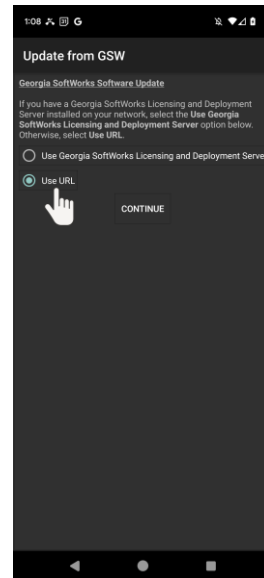 1:08 G
Update from GSW
Georgia SoftWorks Software Update
If you have a Georgia SoftWorks Licensing and Deployment
Server installed on your network, select the Use Georgia
SoftWorks Licensing and Deployment Server option below.
Otherwise, select Use URL.
Use Georgia SoftWorks Licensing and Deployment Serve
Use URL
CONTINUE